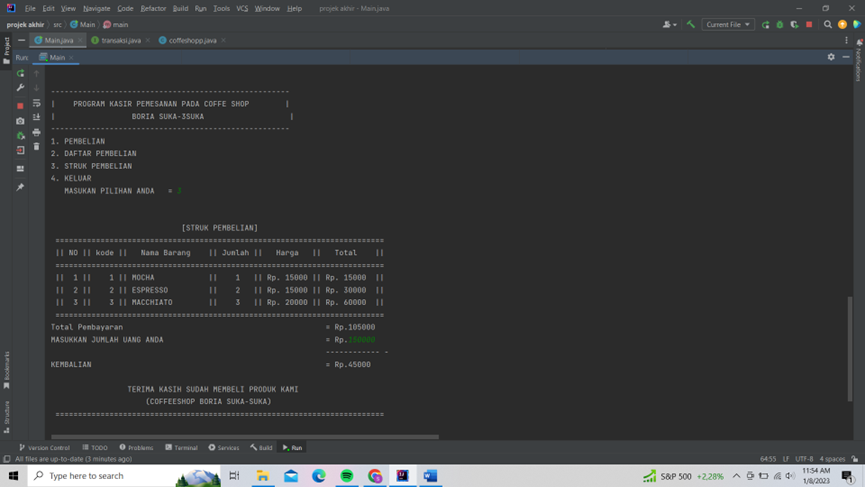 File Edit View Navigate Code Refactor Build Run Tools VCS Window Help projek akhir - Main.java
projek akhir src Main main Current File
Main.java transaksi.java coffeshopp.java
Run: Main
Project
Notifications
--------------------------------------------------
| PROGRAM KASIR PEMESANAN PADA COFFE SHOP |
| BORIA SUKA-3SUKA |
--------------------------------------------------
1. PEMBELIAN
2. DAFTAR PEMBELIAN
3. STRUK PEMBELIAN
4. KELUAR
MASUKAN PILIHAN ANDA =
[STRUK PEMBELIAN]
=========================================================================
|| NO || kode || Nama Barang || Jumlah || Harga || Total ||
=========================================================================
|| 1 || 1 || MOCHA || 1 || Rp. 15000 || Rp. 15000 ||
|| 2 || 2 || ESPRESSO || 2 || Rp. 15000 || Rp. 30000 ||
|| 3 || 3 || MACCHIATO || 3 || Rp. 20000 || Rp. 60000 ||
=========================================================================
Total Pembayaran = Rp.105000
MASUKKAN JUMLAH UANG ANDA = Rp.150000
------------ -
KEMBALIAN = Rp.45000
TERIMA KASIH SUDAH MEMBELI PRODUK KAMI
(COFFEESHOP BORIA SUKA-SUKA)
=========================================================================
Bookmarks
Structure
Version Control TODO Problems Terminal Services Build Run
All files are up-to-date (3 minutes ago) 64:55 LF UTF-8 4 spaces
Type here to search S&P 500 +2,28% 11:54 AM
1/8/2023